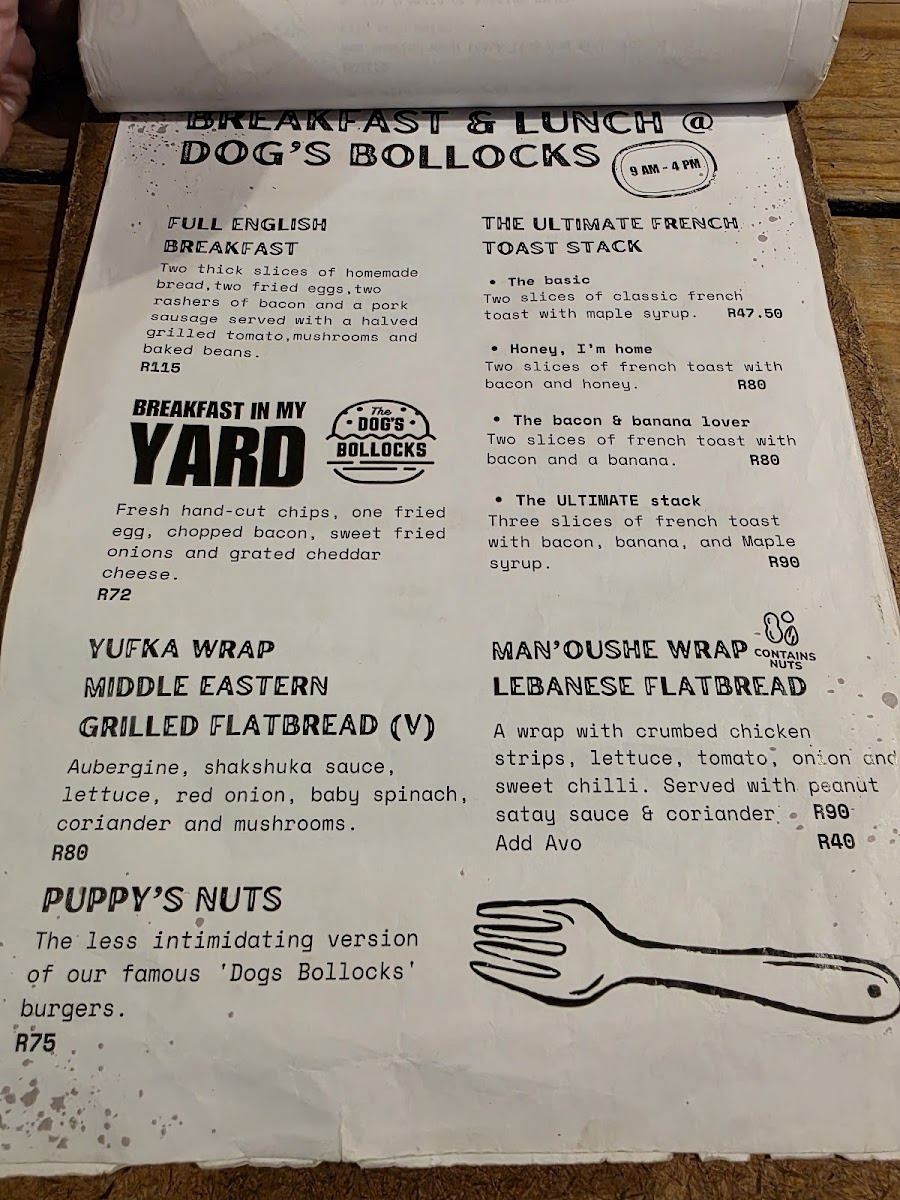 BREAKFAST & LUNCH @
DOG'S BOLLOCKS
9 AM - 4 PM
FULL ENGLISH
BREAKFAST
Two thick slices of homemade
bread,two fried eggs,two
rashers of bacon and a pork
sausage served with a halved
grilled tomato,mushrooms and
baked beans.
R115
BREAKFAST IN MY
YARD
The
DOG'S
BOLLOCKS
Fresh hand-cut chips, one fried
egg, chopped bacon, sweet fried
onions and grated cheddar
cheese.
R72
YUFKA WRAP
MIDDLE EASTERN
GRILLED FLATBREAD (V)
Aubergine, shakshuka sauce,
lettuce, red onion, baby spinach,
coriander and mushrooms.
R80
PUPPY'S NUTS
The less intimidating version
of our famous 'Dogs Bollocks'
burgers.
R75
THE ULTIMATE FRENCH
TOAST STACK
• The basic
Two slices of classic french
toast with maple syrup. R47.50
• Honey, I'm home
Two slices of french toast with
bacon and honey. R80
• The bacon & banana lover
Two slices of french toast with
bacon and a banana. R80
• The ULTIMATE stack
Three slices of french toast
with bacon, banana, and Maple
syrup. R90
MAN'OUSHE WRAP
CONTAINS
NUTS
LEBANESE FLATBREAD
A wrap with crumbed chicken
strips, lettuce, tomato, onion and
sweet chilli. Served with peanut
satay sauce & coriander. R90
Add Avo R40